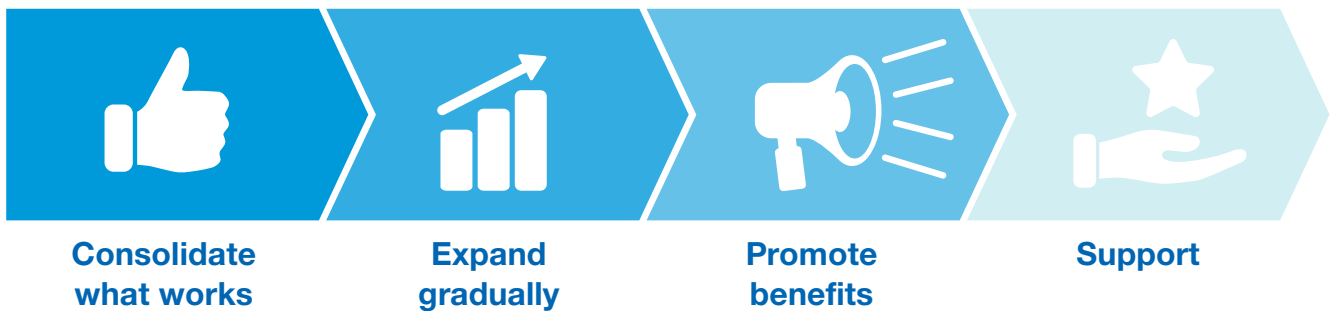 Consolidate
what works
Expand
gradually
Promote
benefits
Support